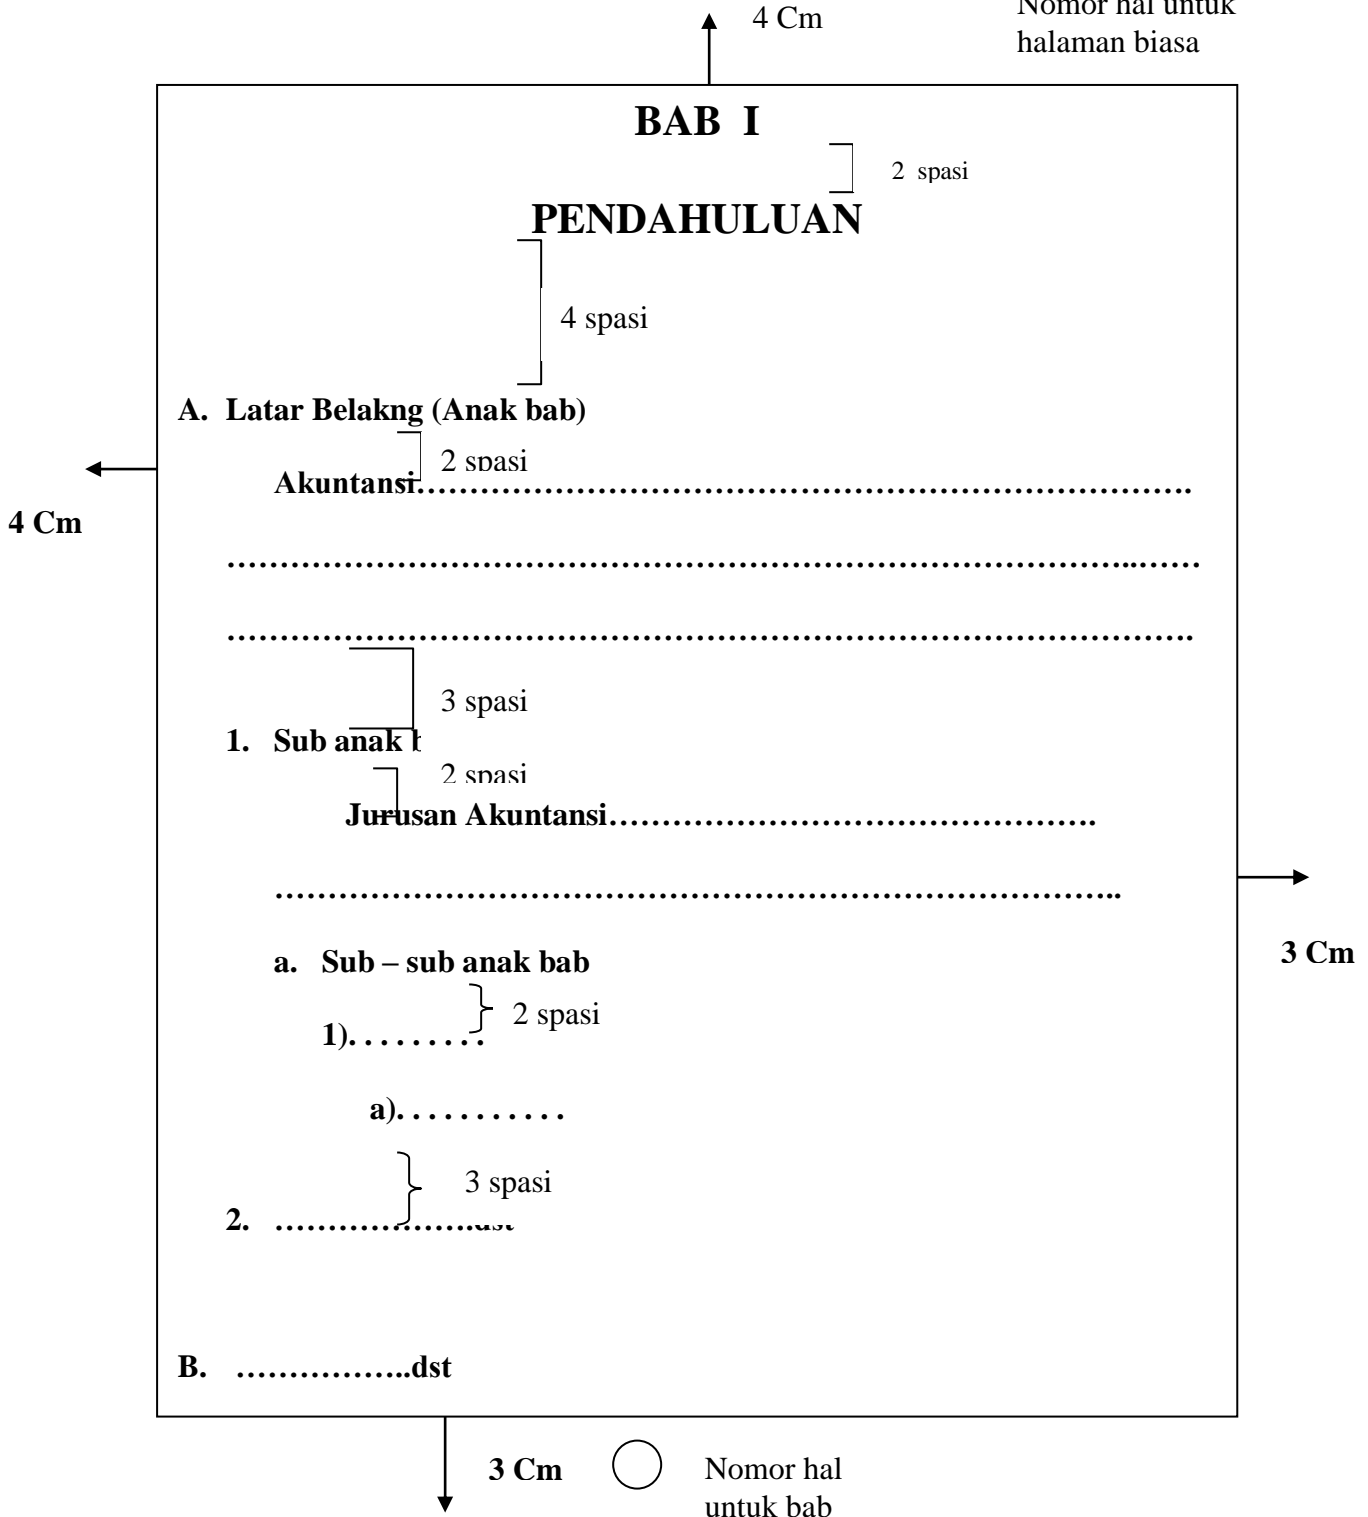 4 Cm
Nomor hal untuk
halaman biasa
BAB I
2 spasi
PENDAHULUAN
4 spasi
A. Latar Belakng (Anak bab)
2 spasi
Akuntansi……………………………………………………………….
4 Cm
…………………………………………………………………………..……
……………………………………………………………………………….
3 spasi
1. Sub anak
2 spasi
Jurusan Akuntansi……………………………………….
……………………………………………………………………..
a. Sub – sub anak bab
3 Cm
2 spasi
1). . . . . . . . .
a). . . . . . . . . . .
3 spasi
2. ………………..dst
B. ……………..dst
3 Cm
Nomor hal
untuk bab